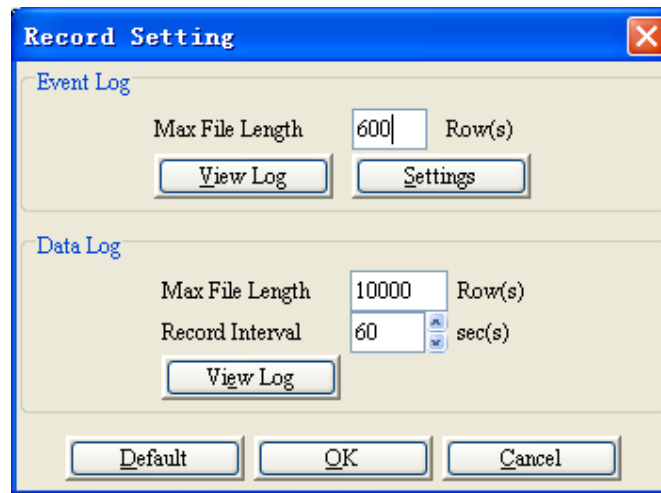 Record Setting
Event Log
Max File Length 600 Row(s)
View Log Settings
Data Log
Max File Length 10000 Row(s)
Record Interval 60 sec(s)
View Log
Default OK Cancel